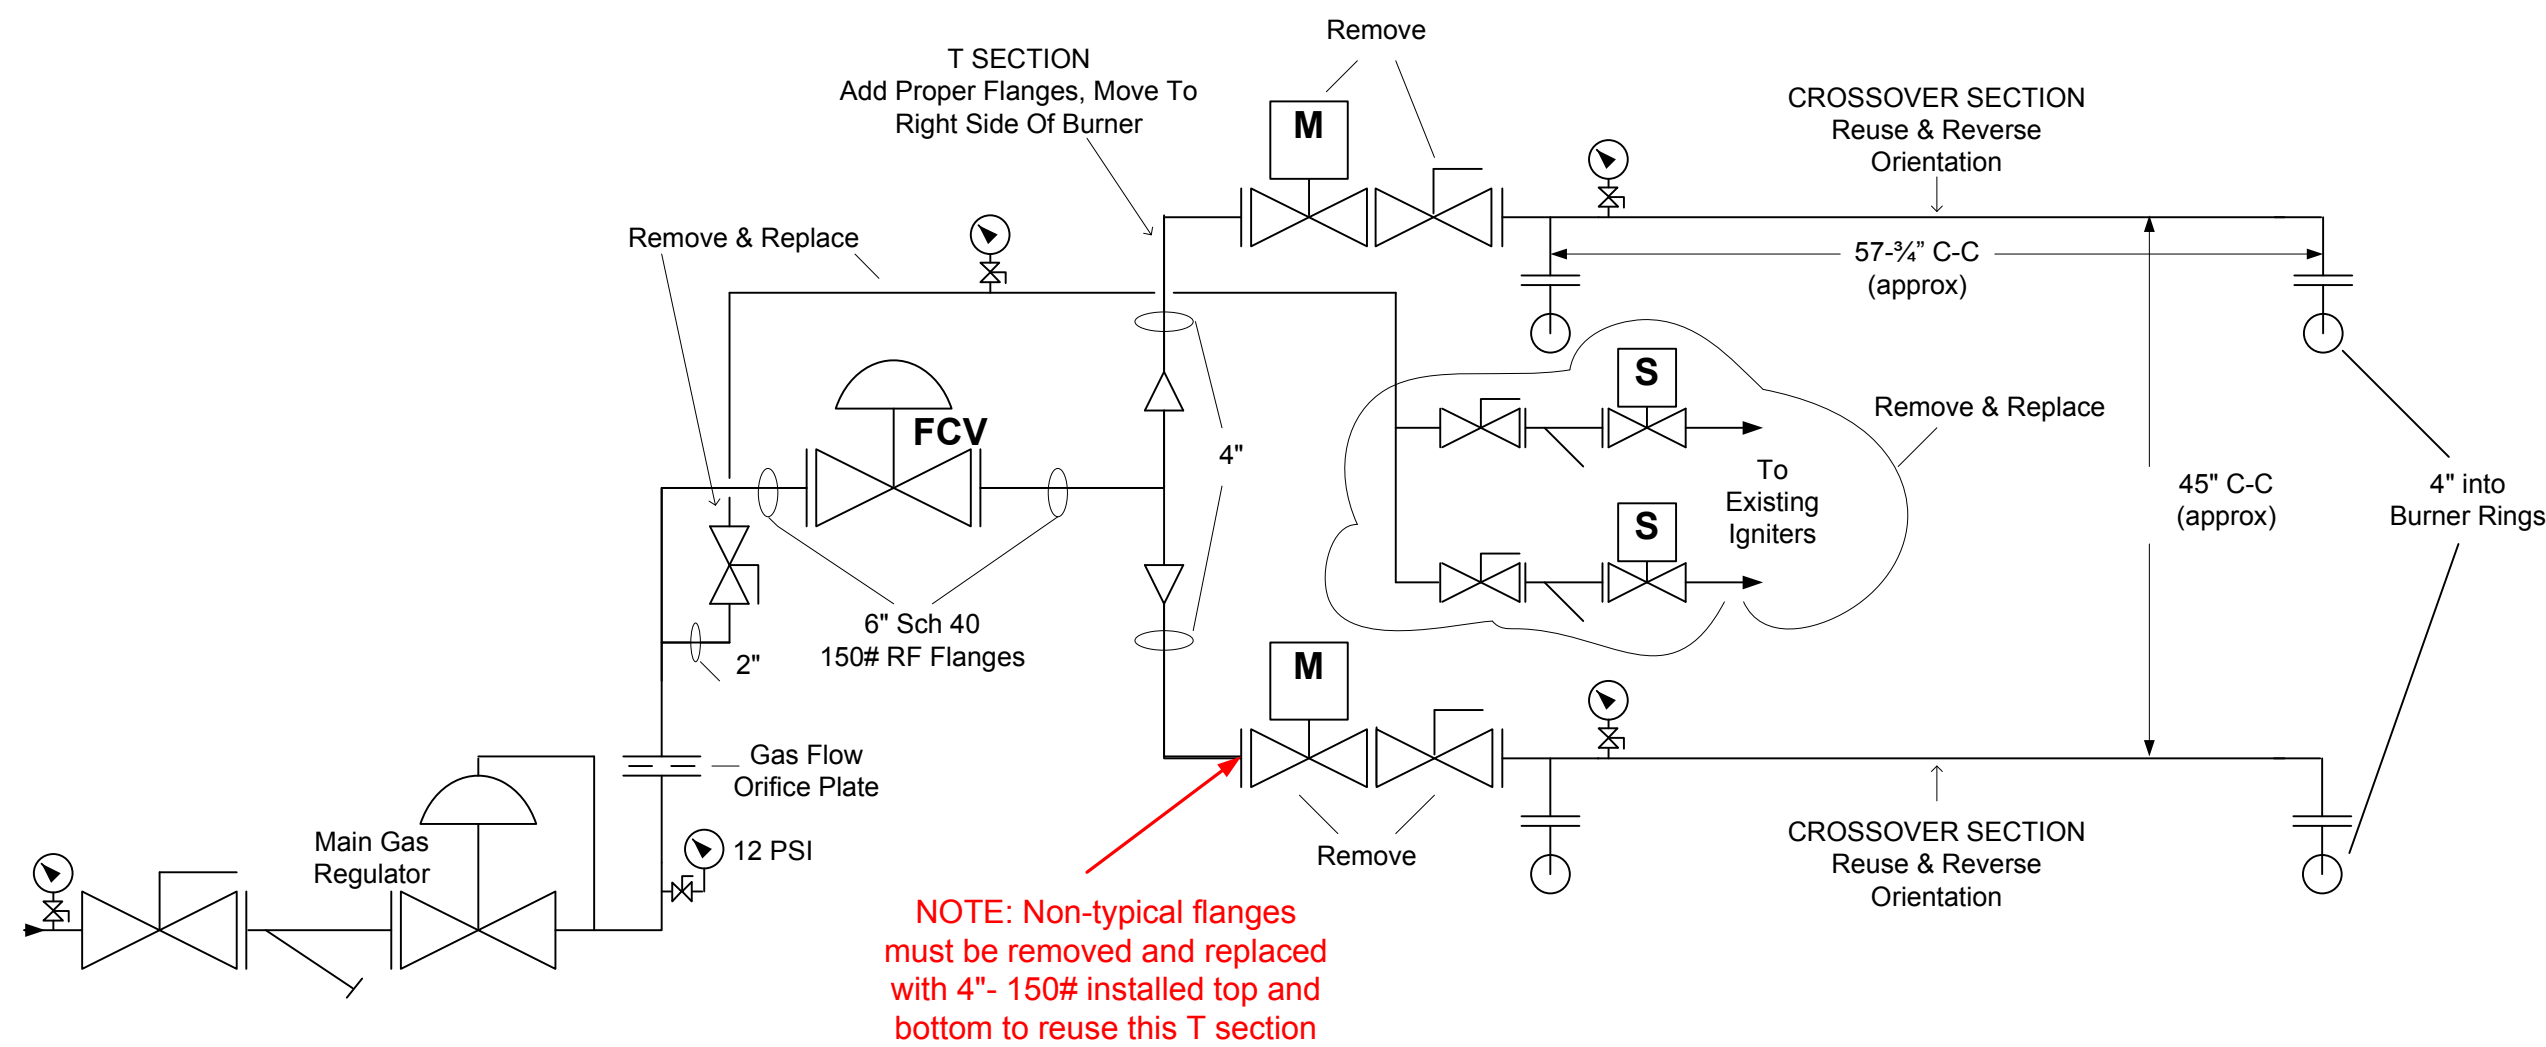 Remove
T SECTION
Add Proper Flanges, Move To
Right Side Of Burner
M
CROSSOVER SECTION
Reuse & Reverse
Orientation
Remove & Replace
57-¾” C-C
(approx)
FCV
4"
S
Remove & Replace
To
Existing
Igniters
S
45" C-C
(approx)
4" into
Burner Rings
6" Sch 40
150# RF Flanges
2"
M
Gas Flow
Orifice Plate
Main Gas
Regulator
12 PSI
Remove
CROSSOVER SECTION
Reuse & Reverse
Orientation
NOTE: Non-typical flanges
must be removed and replaced
with 4"- 150# installed top and
bottom to reuse this T section